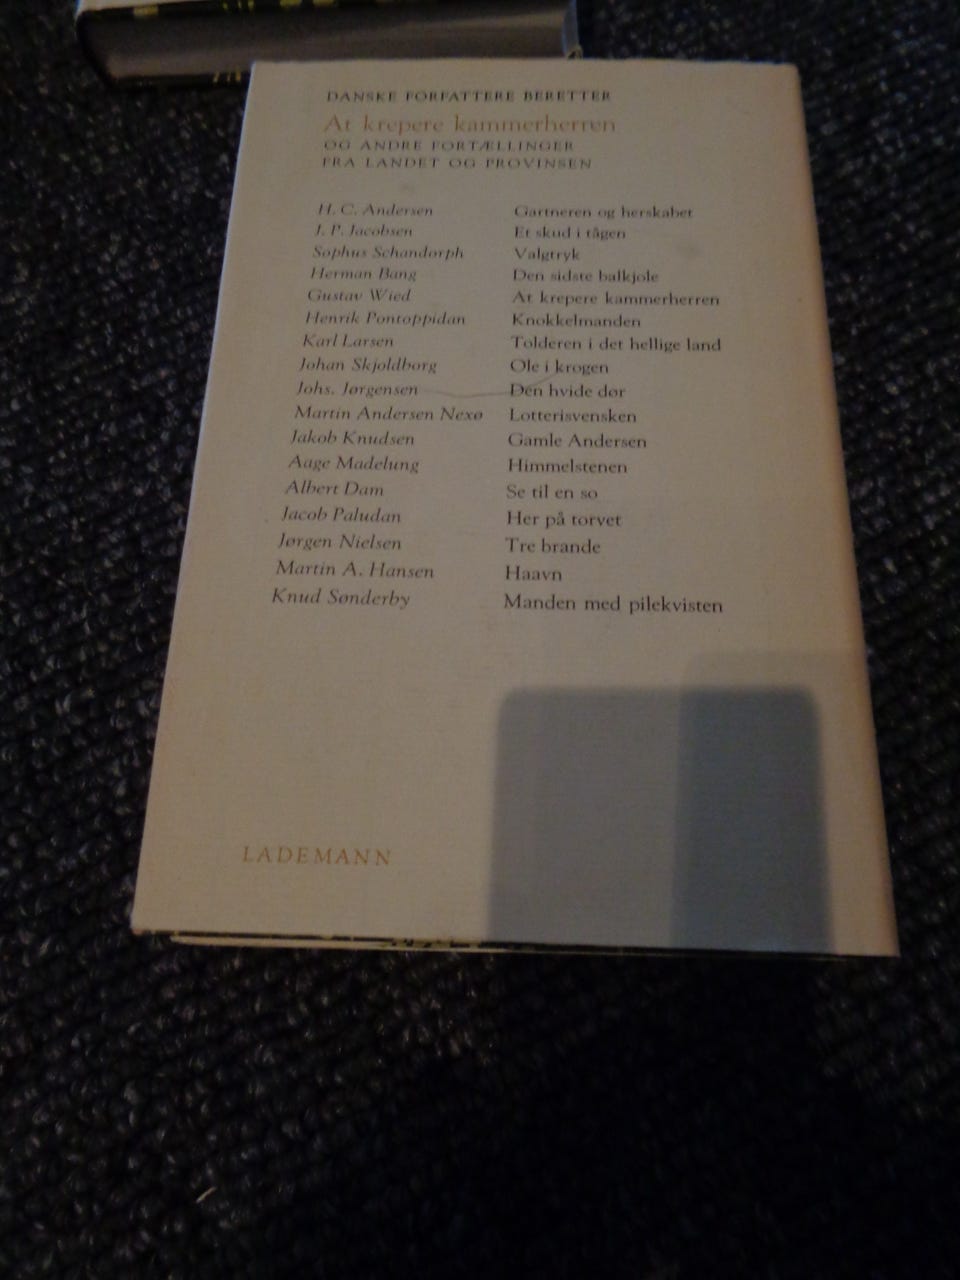 DANSKE FORFATTERE BERETTER
At krepere kammerherren
OG ANDRE FORTÆLLINGER
FRA LANDET OG PROVINSEN
H. C. Andersen Gartneren og herskabet
J. P. Jacobsen Et skud i tågen
Sophus Schandorph Valgtryk
Herman Bang Den sidste balkjole
Gustav Wied At krepere kammerherren
Henrik Pontoppidan Knokkelmanden
Karl Larsen Tolderen i det hellige land
Johan Skjoldborg Ole i krogen
Johs. Jørgensen Den hvide dør
Martin Andersen Nexø Lotterisvensken
Jakob Knudsen Gamle Andersen
Aage Madelung Himmelstenen
Albert Dam Se til en so
Jacob Paludan Her på torvet
Jørgen Nielsen Tre brande
Martin A. Hansen Haavn
Knud Sønderby Manden med pilekvisten
LADEMANN